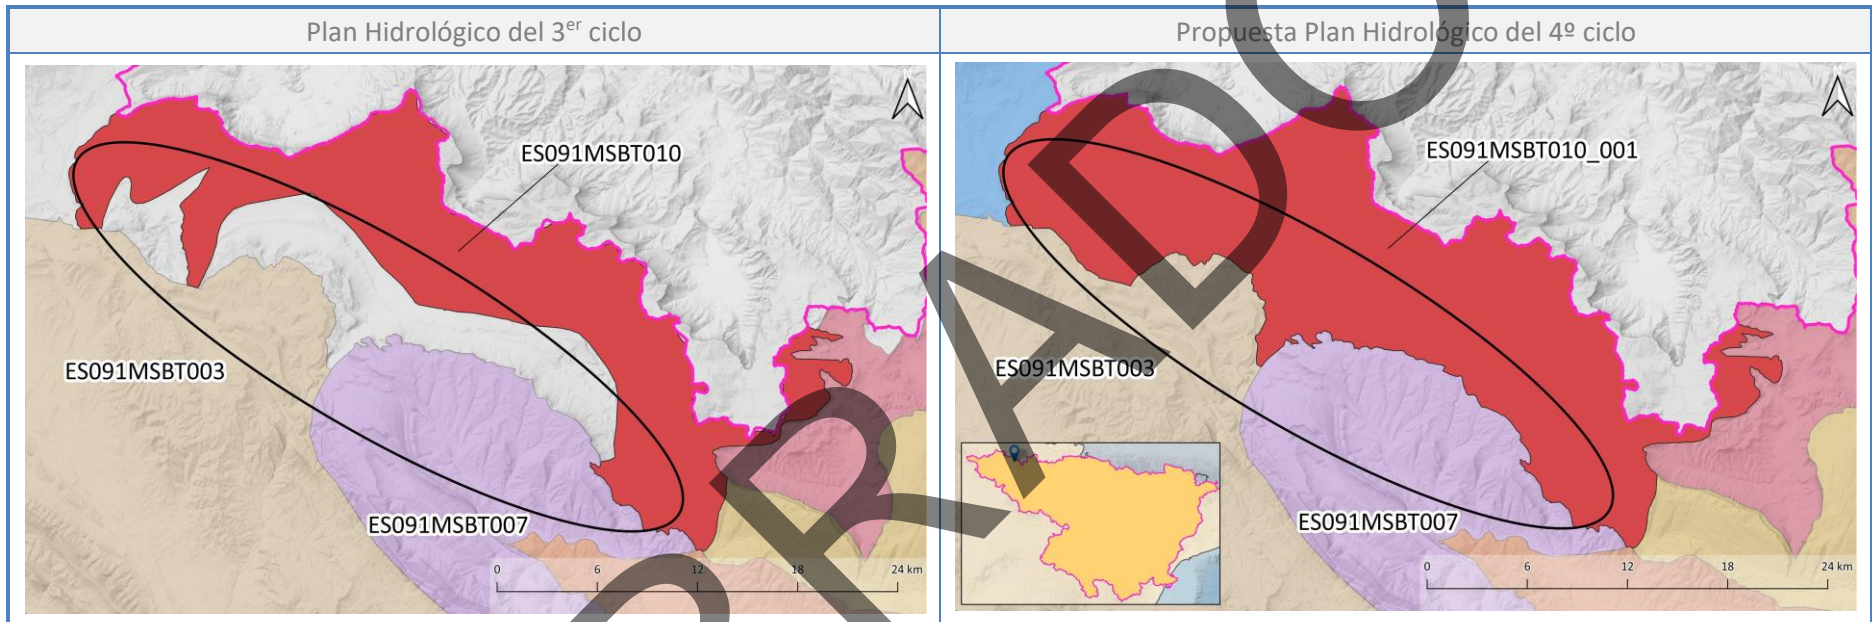 Plan Hidrológico del 3er ciclo
Propuesta Plan Hidrológico del 4º ciclo
ES091MSBT010
ES091MSBT003
ES091MSBT007
0 6 12 18 24 km
ES091MSBT010_001
ES091MSBT003
ES091MSBT007
0 6 12 18 24 km
RADO